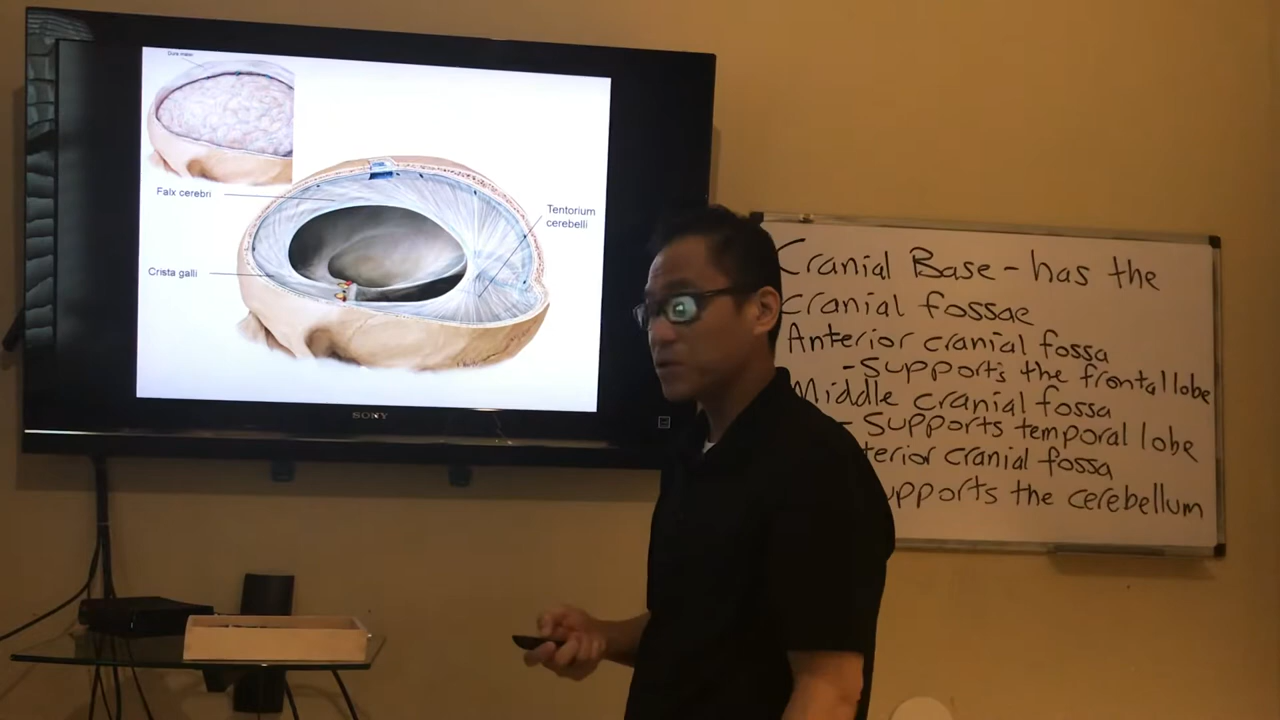 Dura mater
Falx cerebri
Tentorium
cerebelli
Crista galli
SONY
Cranial Base - has the
cranial fossae
Anterior cranial fossa
- supports the frontal lobe
Middle cranial fossa
- supports temporal lobe
terior cranial fossa
upports the cerebellum